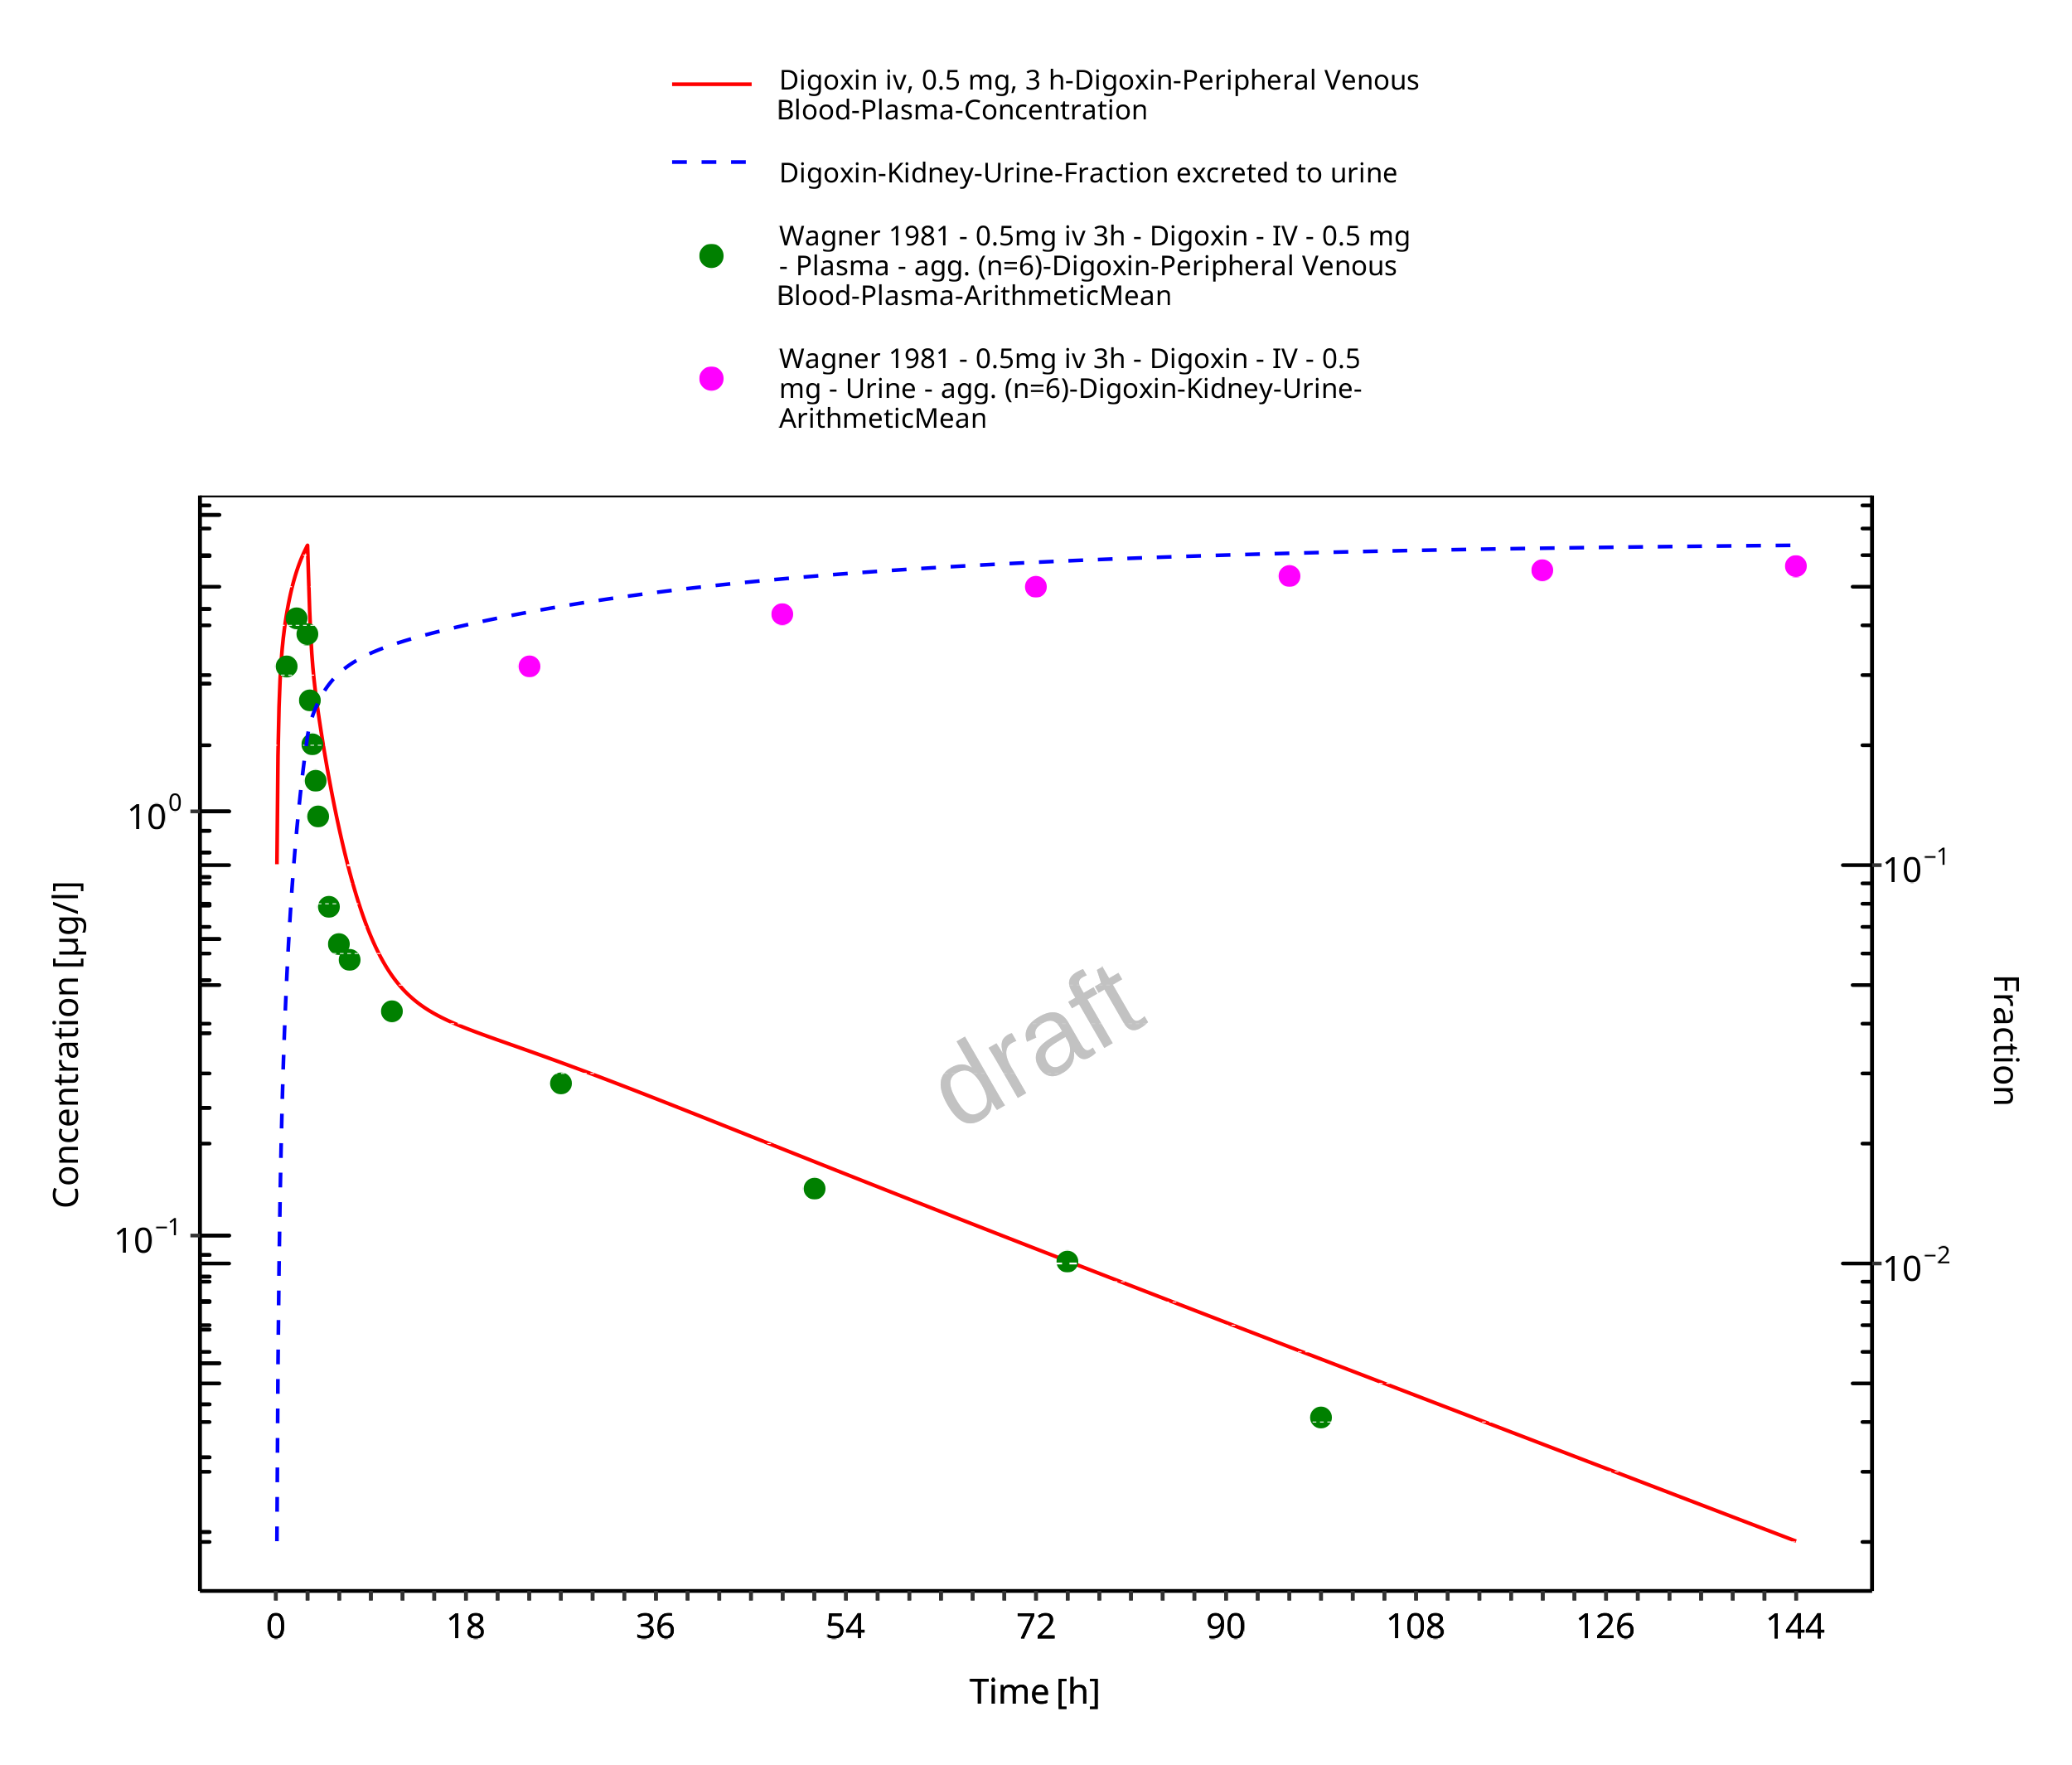 Digoxin iv, 0.5 mg, 3 h-Digoxin-Peripheral Venous
Blood-Plasma-Concentration
Digoxin-Kidney-Urine-Fraction excreted to urine
Wagner 1981 - 0.5mg iv 3h - Digoxin - IV - 0.5 mg
- Plasma - agg. (n=6)-Digoxin-Peripheral Venous
Blood-Plasma-ArithmeticMean
Wagner 1981 - 0.5mg iv 3h - Digoxin - IV - 0.5
mg - Urine - agg. (n=6)-Digoxin-Kidney-Urine-
ArithmeticMean
Concentration [µg/l]
10⁰
10⁻¹
draft
10⁻¹
10⁻²
Fraction
0 18 36 54 72 90 108 126 144
Time [h]